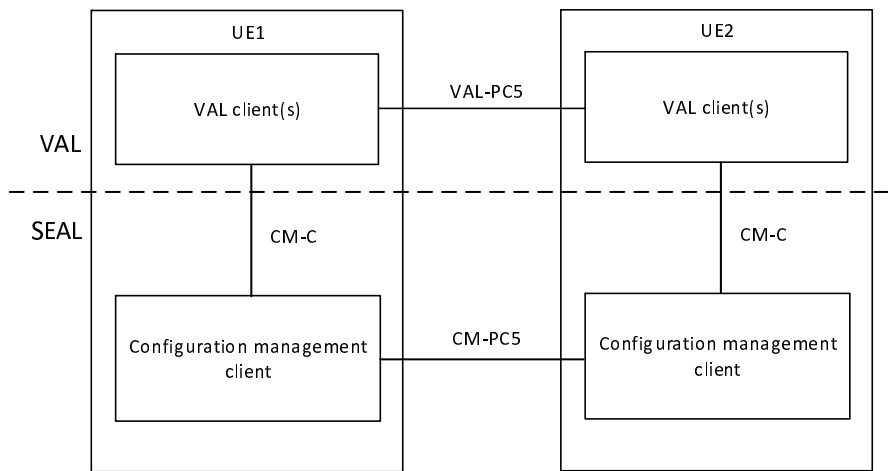 UE1
UE2
VAL client(s)
VAL-PC5
VAL client(s)
VAL
SEAL
CM-C
CM-C
Configuration management
client
CM-PC5
Configuration management
client